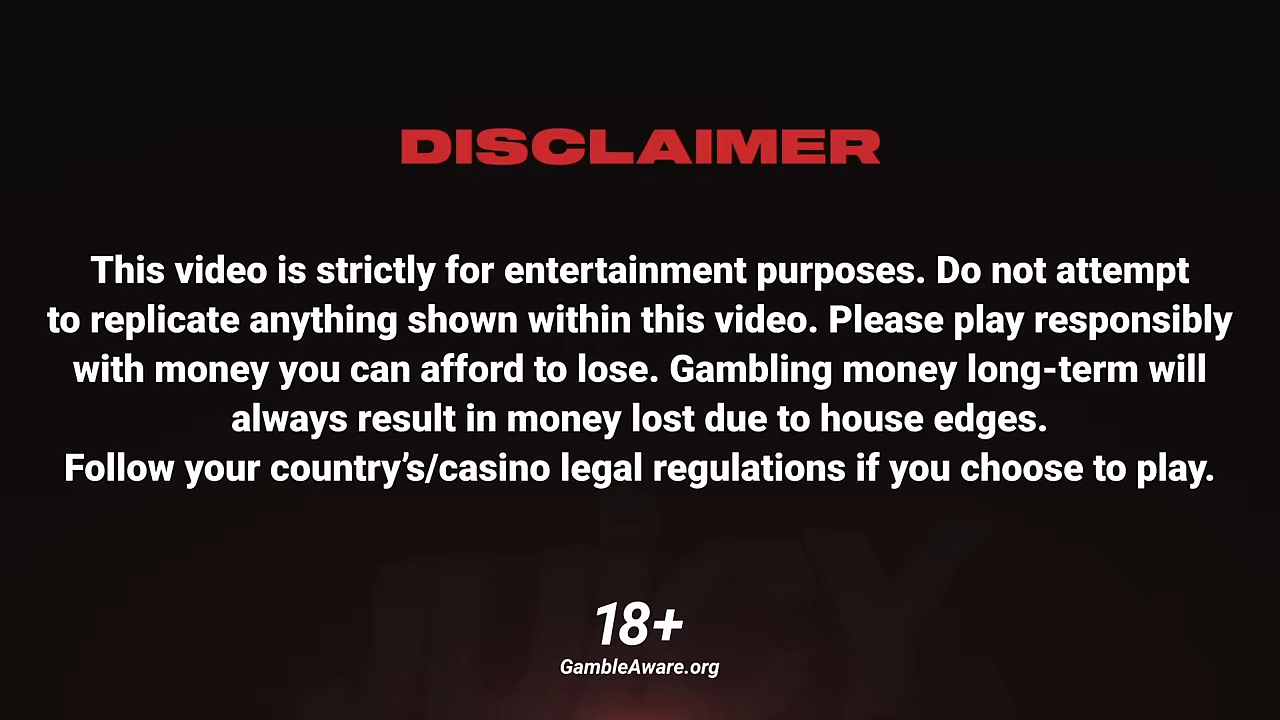 DISCLAIMER
This video is strictly for entertainment purposes. Do not attempt
to replicate anything shown within this video. Please play responsibly
with money you can afford to lose. Gambling money long-term will
always result in money lost due to house edges.
Follow your country’s/casino legal regulations if you choose to play.
JUICY
18+
GambleAware.org